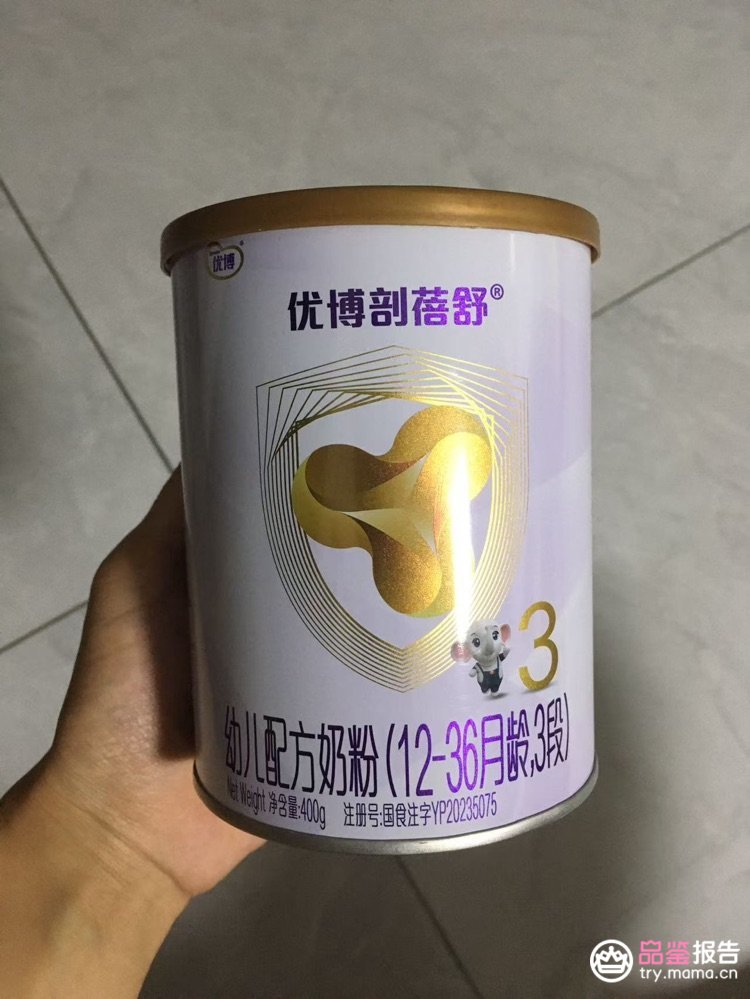 优博
优博剖蓓舒®
3
幼儿配方奶粉(12-36月龄,3段)
Net Weight 净含量:400g 注册号:国食注字YP20235075
品鉴报告
try.mama.cn